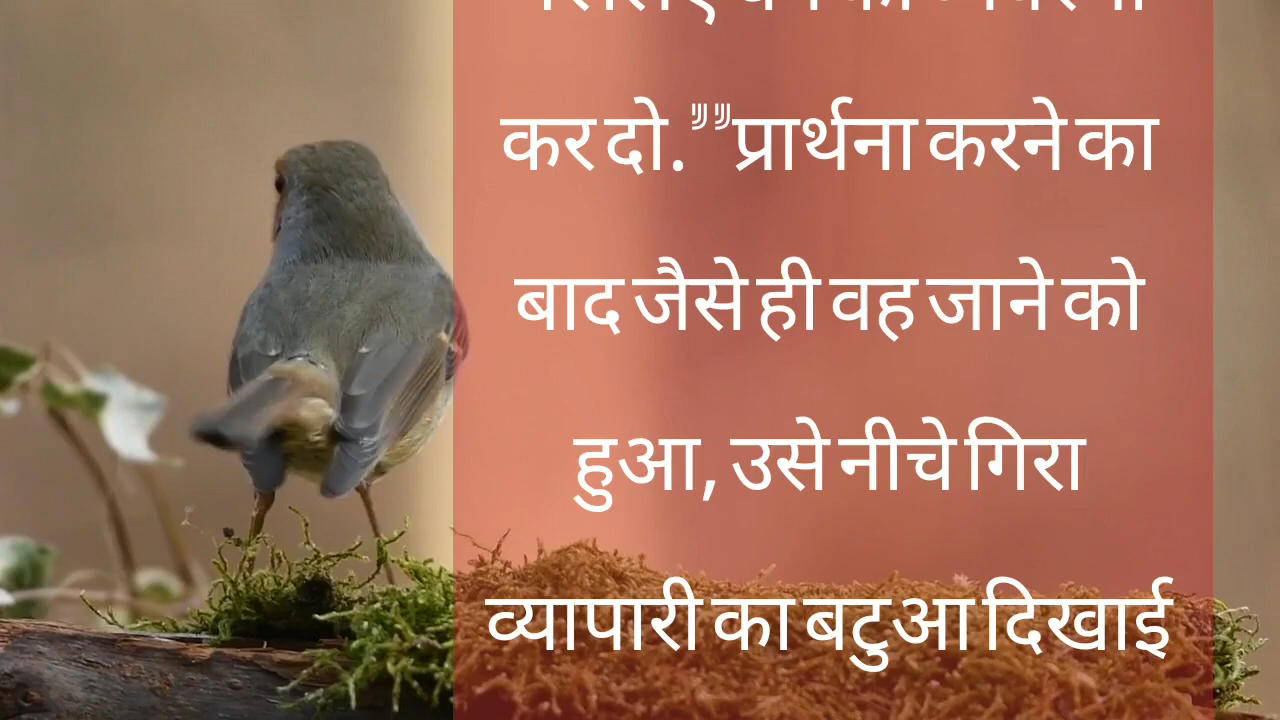 कर दो.””प्रार्थना करने का
बाद जैसे ही वह जाने को
हुआ, उसे नीचे गिरा
व्यापारी का बटुआ दिखाई